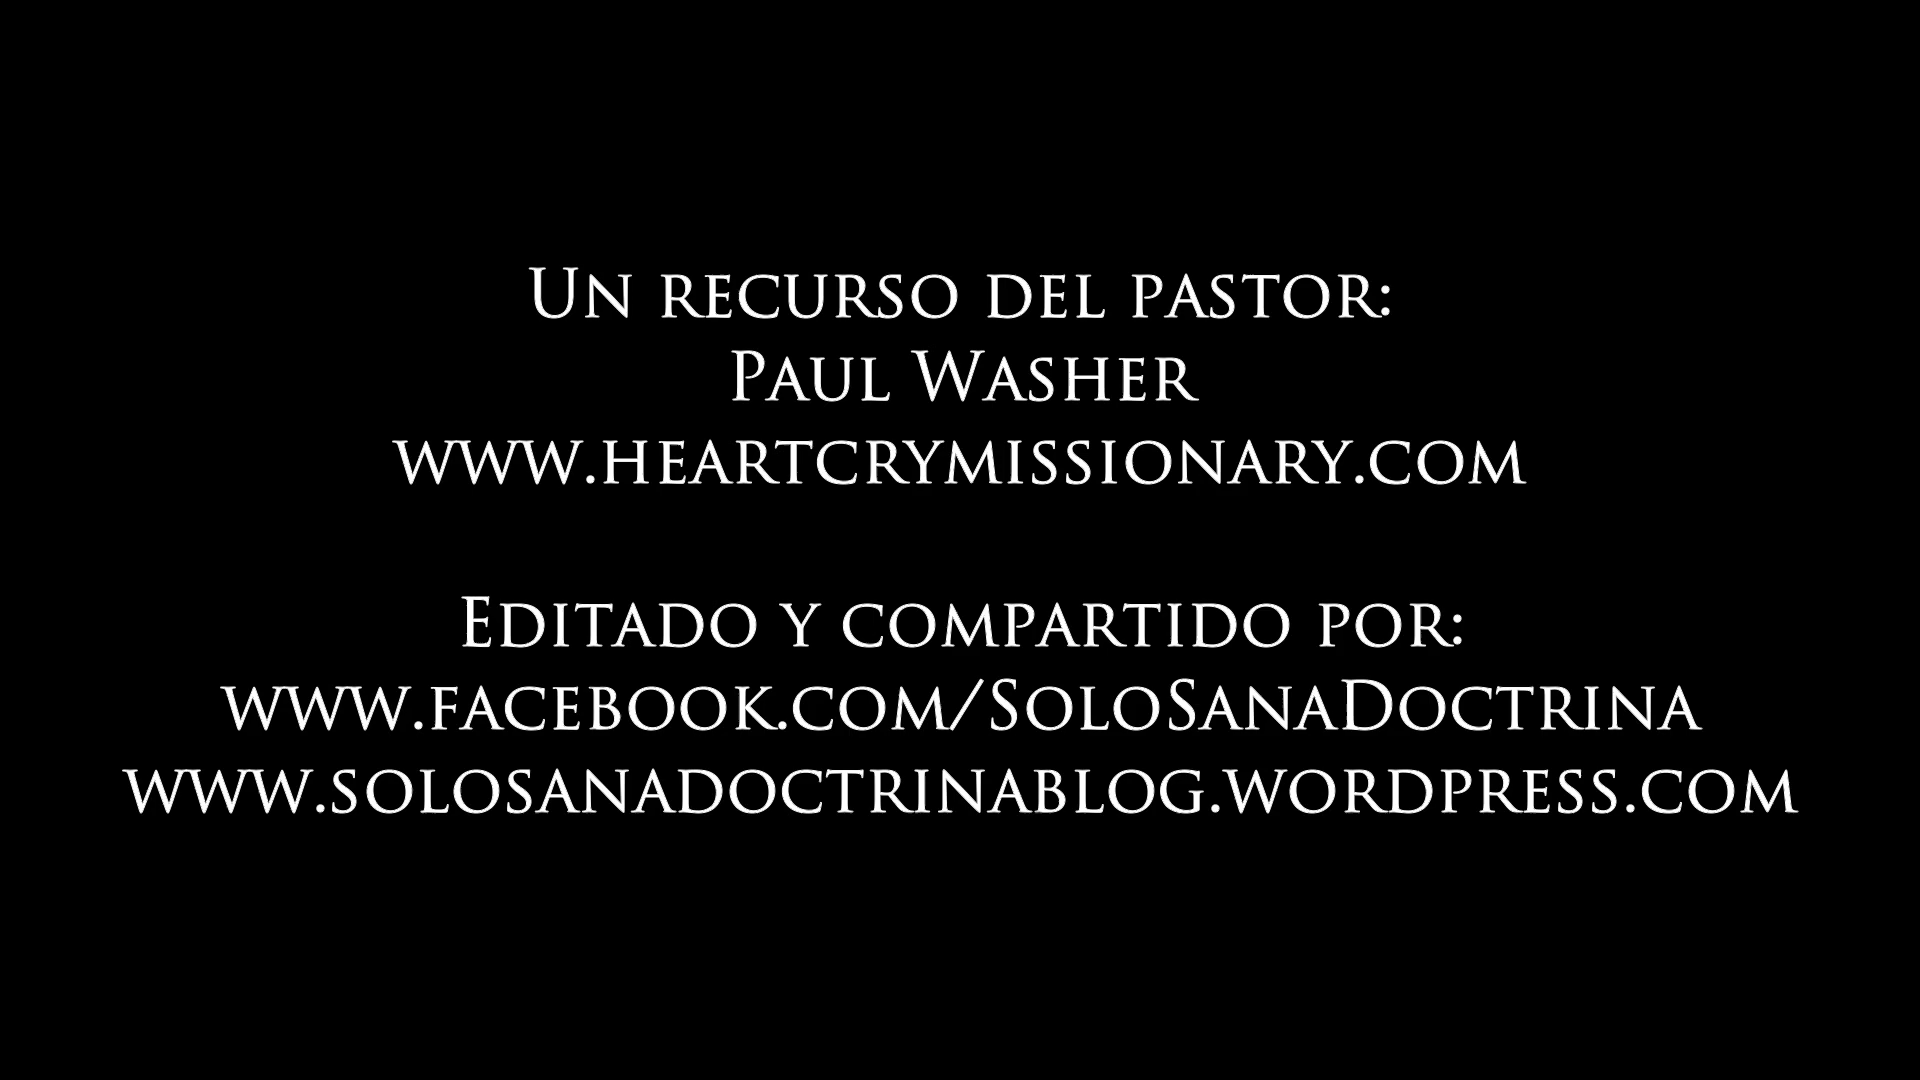 Un recurso del pastor:
Paul Washer
www.heartcrymissionary.com
Editado y compartido por:
www.facebook.com/SoloSanaDoctrina
www.solosanadoctrinablog.wordpress.com